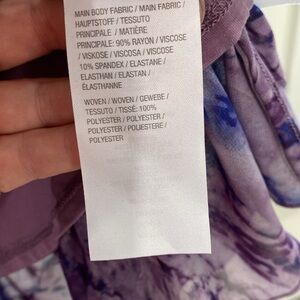 MAIN BODY FABRIC / MAIN FABRIC /
HAUPTSTOFF / TESSUTO
PRINCIPALE / MATIÈRE
PRINCIPALE: 90% RAYON / VISCOSE
/ VISKOSE / VISCOSA / VISCOSE
10% SPANDEX / ELASTANE /
ELASTHAN / ELASTAN /
ÉLASTHANNE
WOVEN / WOVEN / GEWEBE /
TESSUTO / TISSÉ: 100%
POLYESTER / POLYESTER /
POLYESTER / POLIESTERE /
POLYESTER